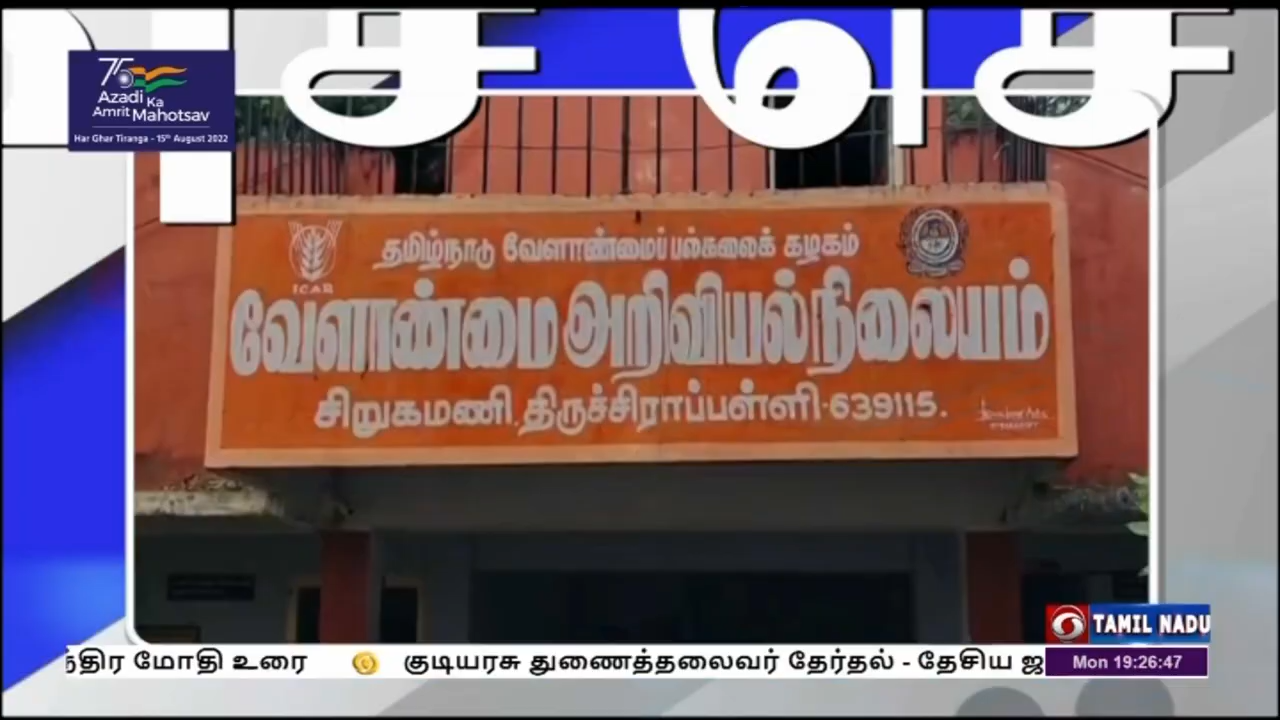 75
Azadi
Ka
Amrit Mahotsav
Har Ghar Tiranga - 15th August 2022
ICAR
தமிழ்நாடு வேளாண்மைப் பல்கலைக் கழகம்
வேளாண்மை அறிவியல் நிலையம்
சிறுகமணி, திருச்சிராப்பள்ளி-639115.
TAMIL NADU
மோதி உரை
குடியரசு துணைத்தலைவர் தேர்தல் - தேசிய ஜ
Mon 19:26:47